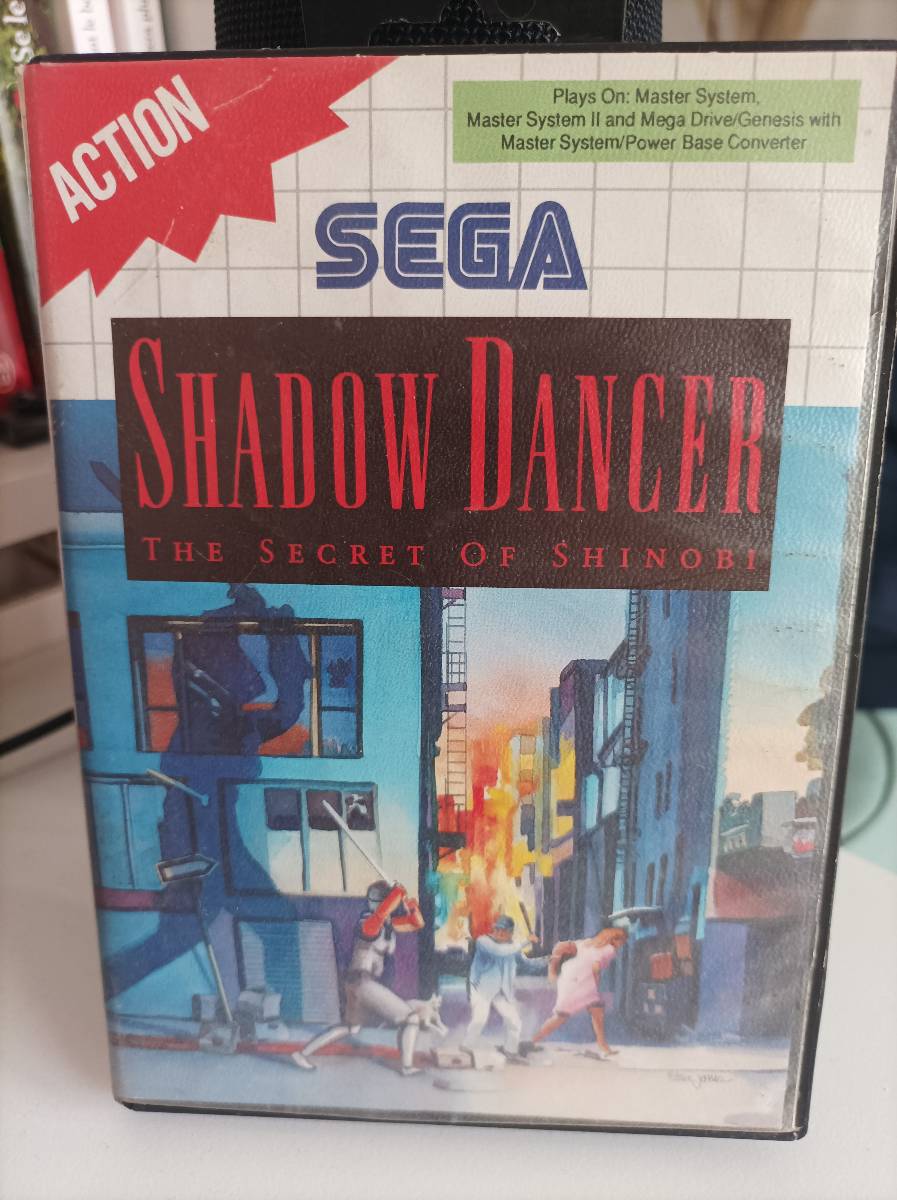 ACTION
Plays On: Master System,
Master System II and Mega Drive/Genesis with
Master System/Power Base Converter
SEGA
SHADOW DANCER
THE SECRET OF SHINOBI